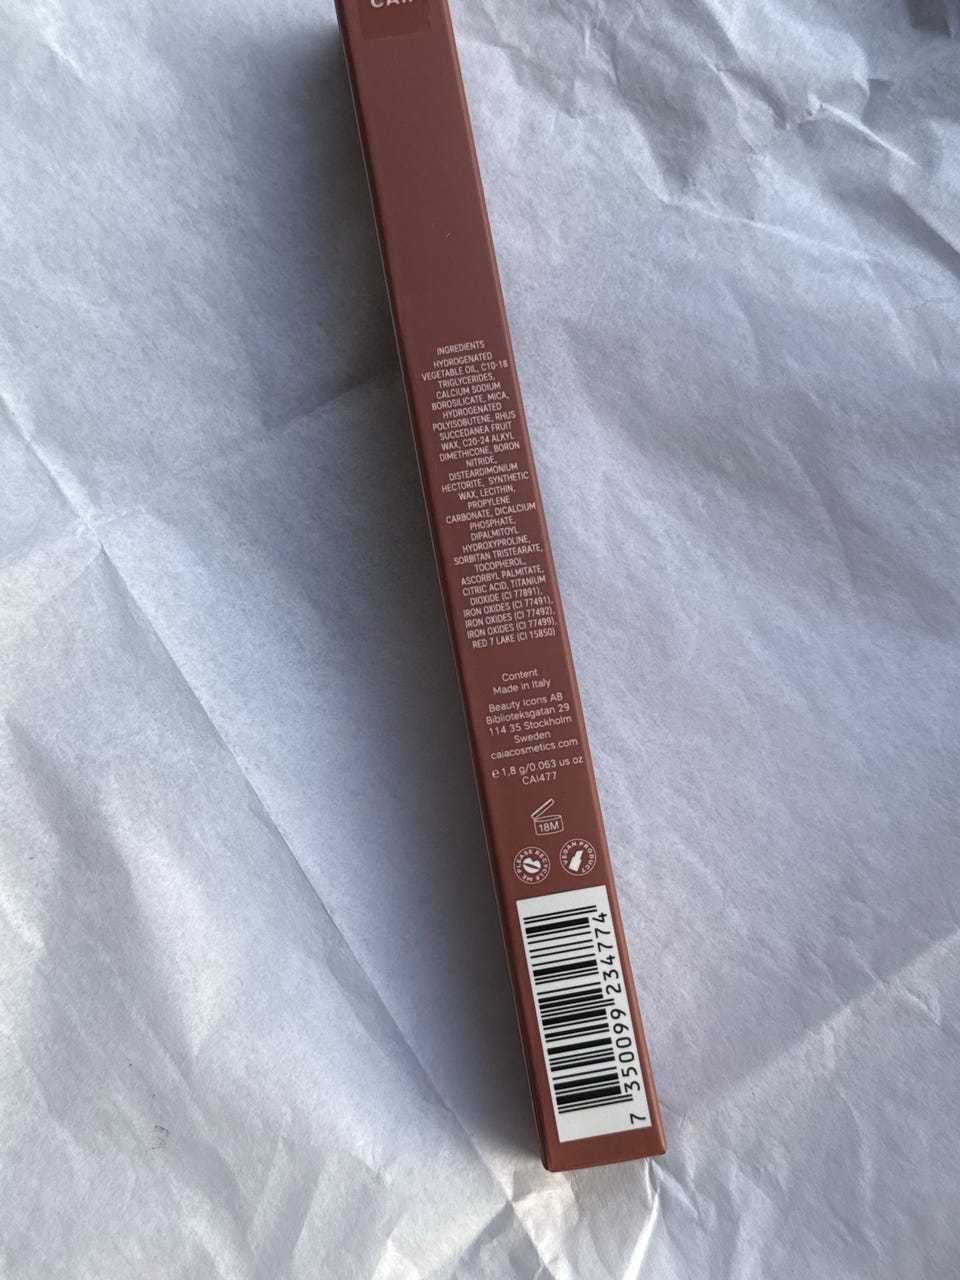 INGREDIENTS
HYDROGENATED
VEGETABLE OIL, C10-18
TRIGLYCERIDES,
CALCIUM SODIUM
BOROSILICATE, MICA,
HYDROGENATED
POLYISOBUTENE, RHUS
SUCCEDANEA FRUIT
WAX, C20-24 ALKYL
DIMETHICONE, BORON
NITRIDE,
DISTEARDIMONIUM
HECTORITE, SYNTHETIC
WAX, LECITHIN,
PROPYLENE
CARBONATE, DICALCIUM
PHOSPHATE,
DIPALMITOYL
HYDROXYPROLINE,
SORBITAN TRISTEARATE,
TOCOPHEROL,
ASCORBYL PALMITATE,
CITRIC ACID, TITANIUM
DIOXIDE (CI 77891),
IRON OXIDES (CI 77491),
IRON OXIDES (CI 77492),
IRON OXIDES (CI 77499),
RED 7 LAKE (CI 15850)
Content
Made in Italy
Beauty Icons AB
Biblioteksgatan 29
114 35 Stockholm
Sweden
caiacosmetics.com
e 1,8 g/0.063 us oz
CAI477
18M
PLEASE RECYCLE ME
VEGAN PRODUCT
7 350099 234774